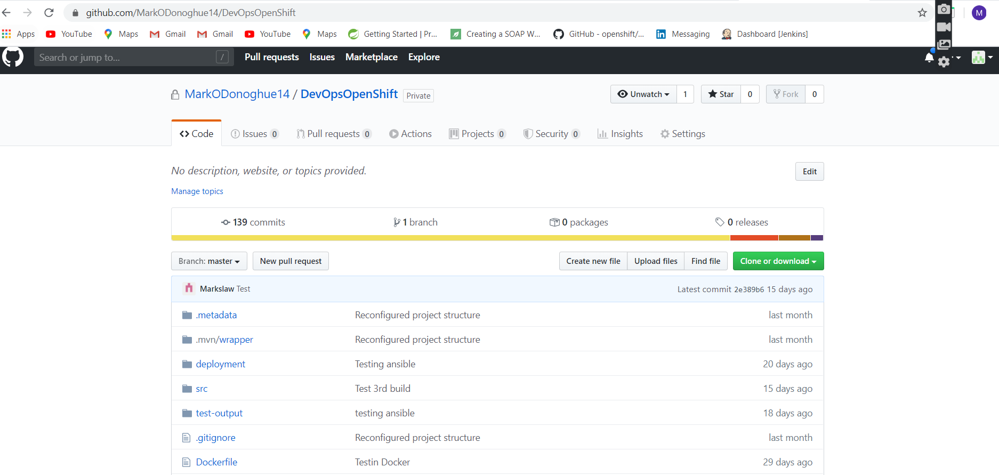 github.com/MarkODonoghue14/DevOpsOpenShift
M
Apps YouTube Maps Gmail Gmail YouTube Maps Getting Started | Pr... Creating a SOAP W... GitHub - openshift/... Messaging Dashboard [Jenkins]
Search or jump to... / Pull requests Issues Marketplace Explore
MarkODonoghue14 / DevOpsOpenShift Private
Unwatch 1 Star 0 Fork 0
Code Issues 0 Pull requests 0 Actions Projects 0 Security 0 Insights Settings
No description, website, or topics provided.
Edit
Manage topics
139 commits 1 branch 0 packages 0 releases
Branch: master New pull request Create new file Upload files Find file Clone or download
Markslaw Test Latest commit 2e389b6 15 days ago
.metadata Reconfigured project structure last month
.mvn/wrapper Reconfigured project structure last month
deployment Testing ansible 20 days ago
src Test 3rd build 15 days ago
test-output testing ansible 18 days ago
.gitignore Reconfigured project structure last month
Dockerfile Testin Docker 29 days ago